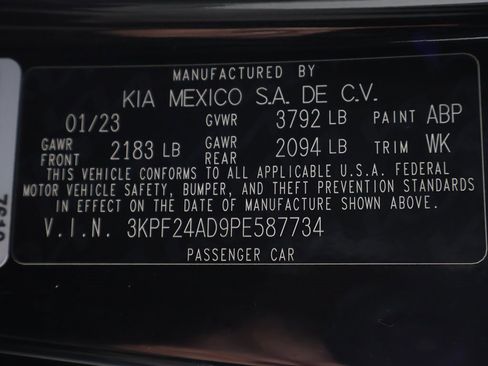 MANUFACTURED BY
KIA MEXICO S.A. DE C.V.
01/23 GVWR 3792 LB PAINT ABP
GAWR FRONT 2183 LB GAWR REAR 2094 LB TRIM WK
THIS VEHICLE CONFORMS TO ALL APPLICABLE U.S.A. FEDERAL
MOTOR VEHICLE SAFETY, BUMPER, AND THEFT PREVENTION STANDARDS
IN EFFECT ON THE DATE OF MANUFACTURE SHOWN ABOVE.
V.I.N. 3KPF24AD9PE587734
PASSENGER CAR